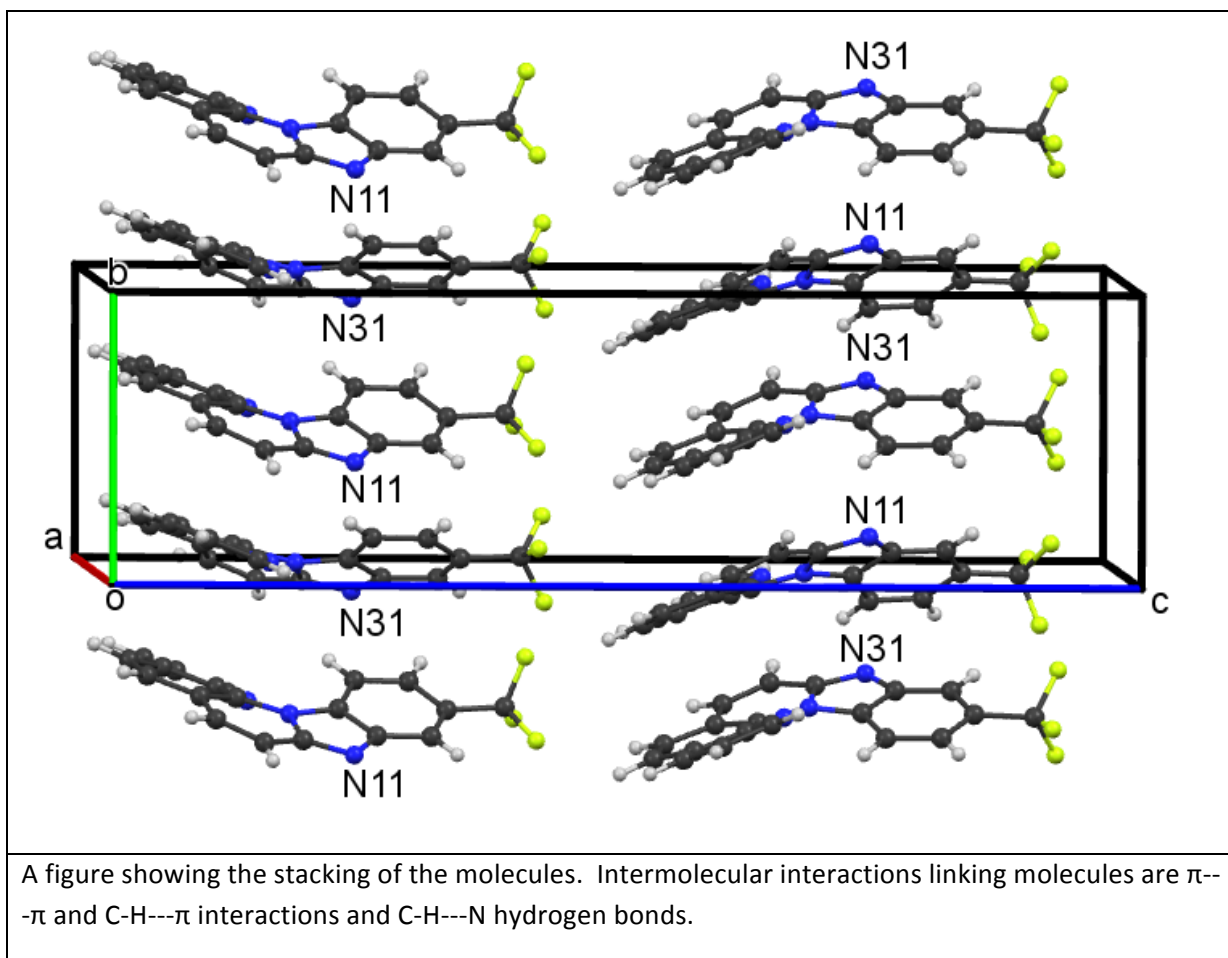 N31
N11
N11
b
N31
N31
N11
a
N11
o
c
N31
N31
N11
A figure showing the stacking of the molecules.  Intermolecular interactions linking molecules are π--
-π and C-H---π interactions and C-H---N hydrogen bonds.